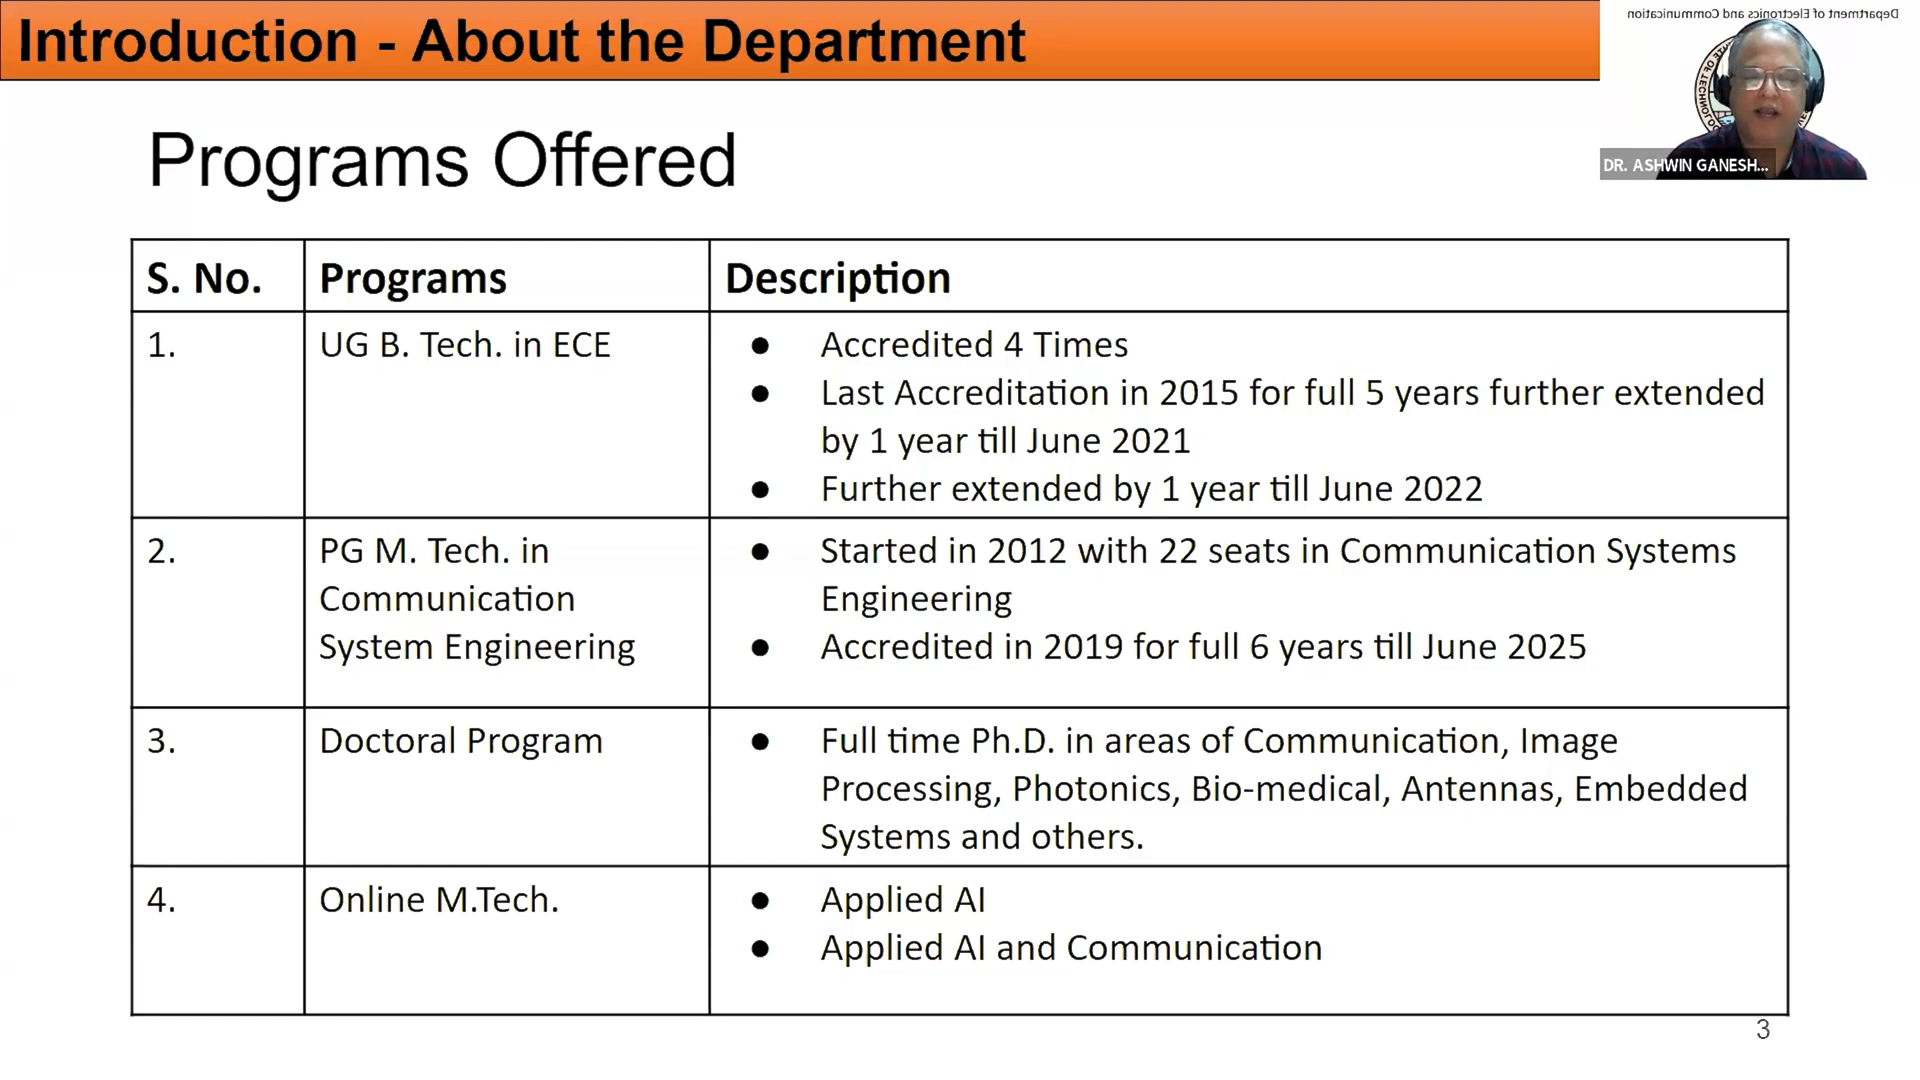 Introduction - About the Department
Department of Electronics and Communication
DR. ASHWIN GANESH...
Programs Offered
S. No.
Programs
Description
1.
UG B. Tech. in ECE
● Accredited 4 Times
● Last Accreditation in 2015 for full 5 years further extended
by 1 year till June 2021
● Further extended by 1 year till June 2022
2.
PG M. Tech. in
Communication
System Engineering
● Started in 2012 with 22 seats in Communication Systems
Engineering
● Accredited in 2019 for full 6 years till June 2025
3.
Doctoral Program
● Full time Ph.D. in areas of Communication, Image
Processing, Photonics, Bio-medical, Antennas, Embedded
Systems and others.
4.
Online M.Tech.
● Applied AI
● Applied AI and Communication
3